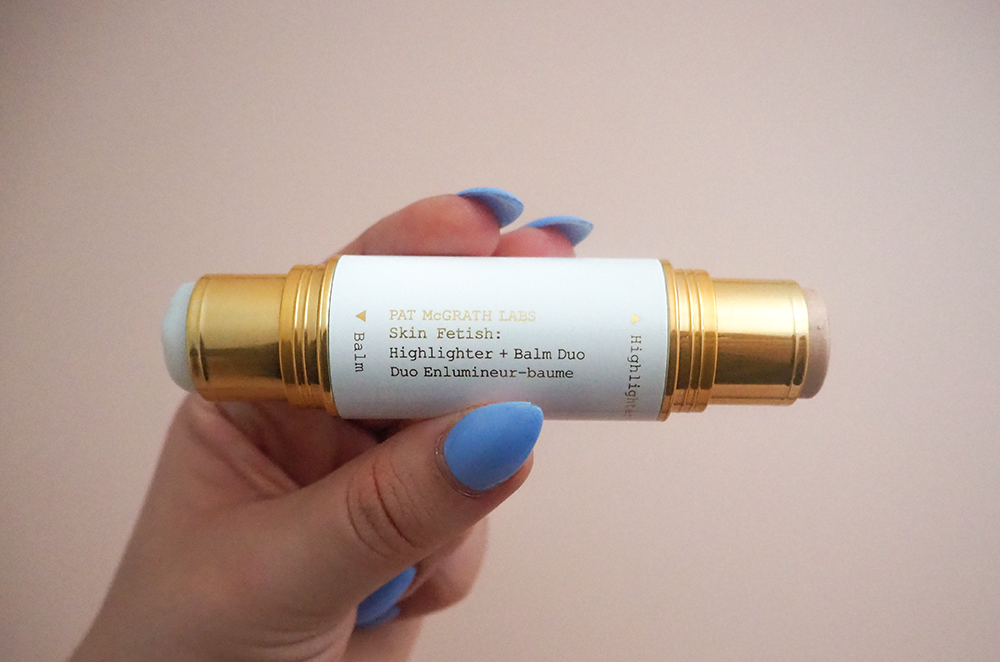 PAT McGRATH LABS
Skin Fetish:
Highlighter + Balm Duo
Duo Enlumineur-baume
Balm
Highlighter